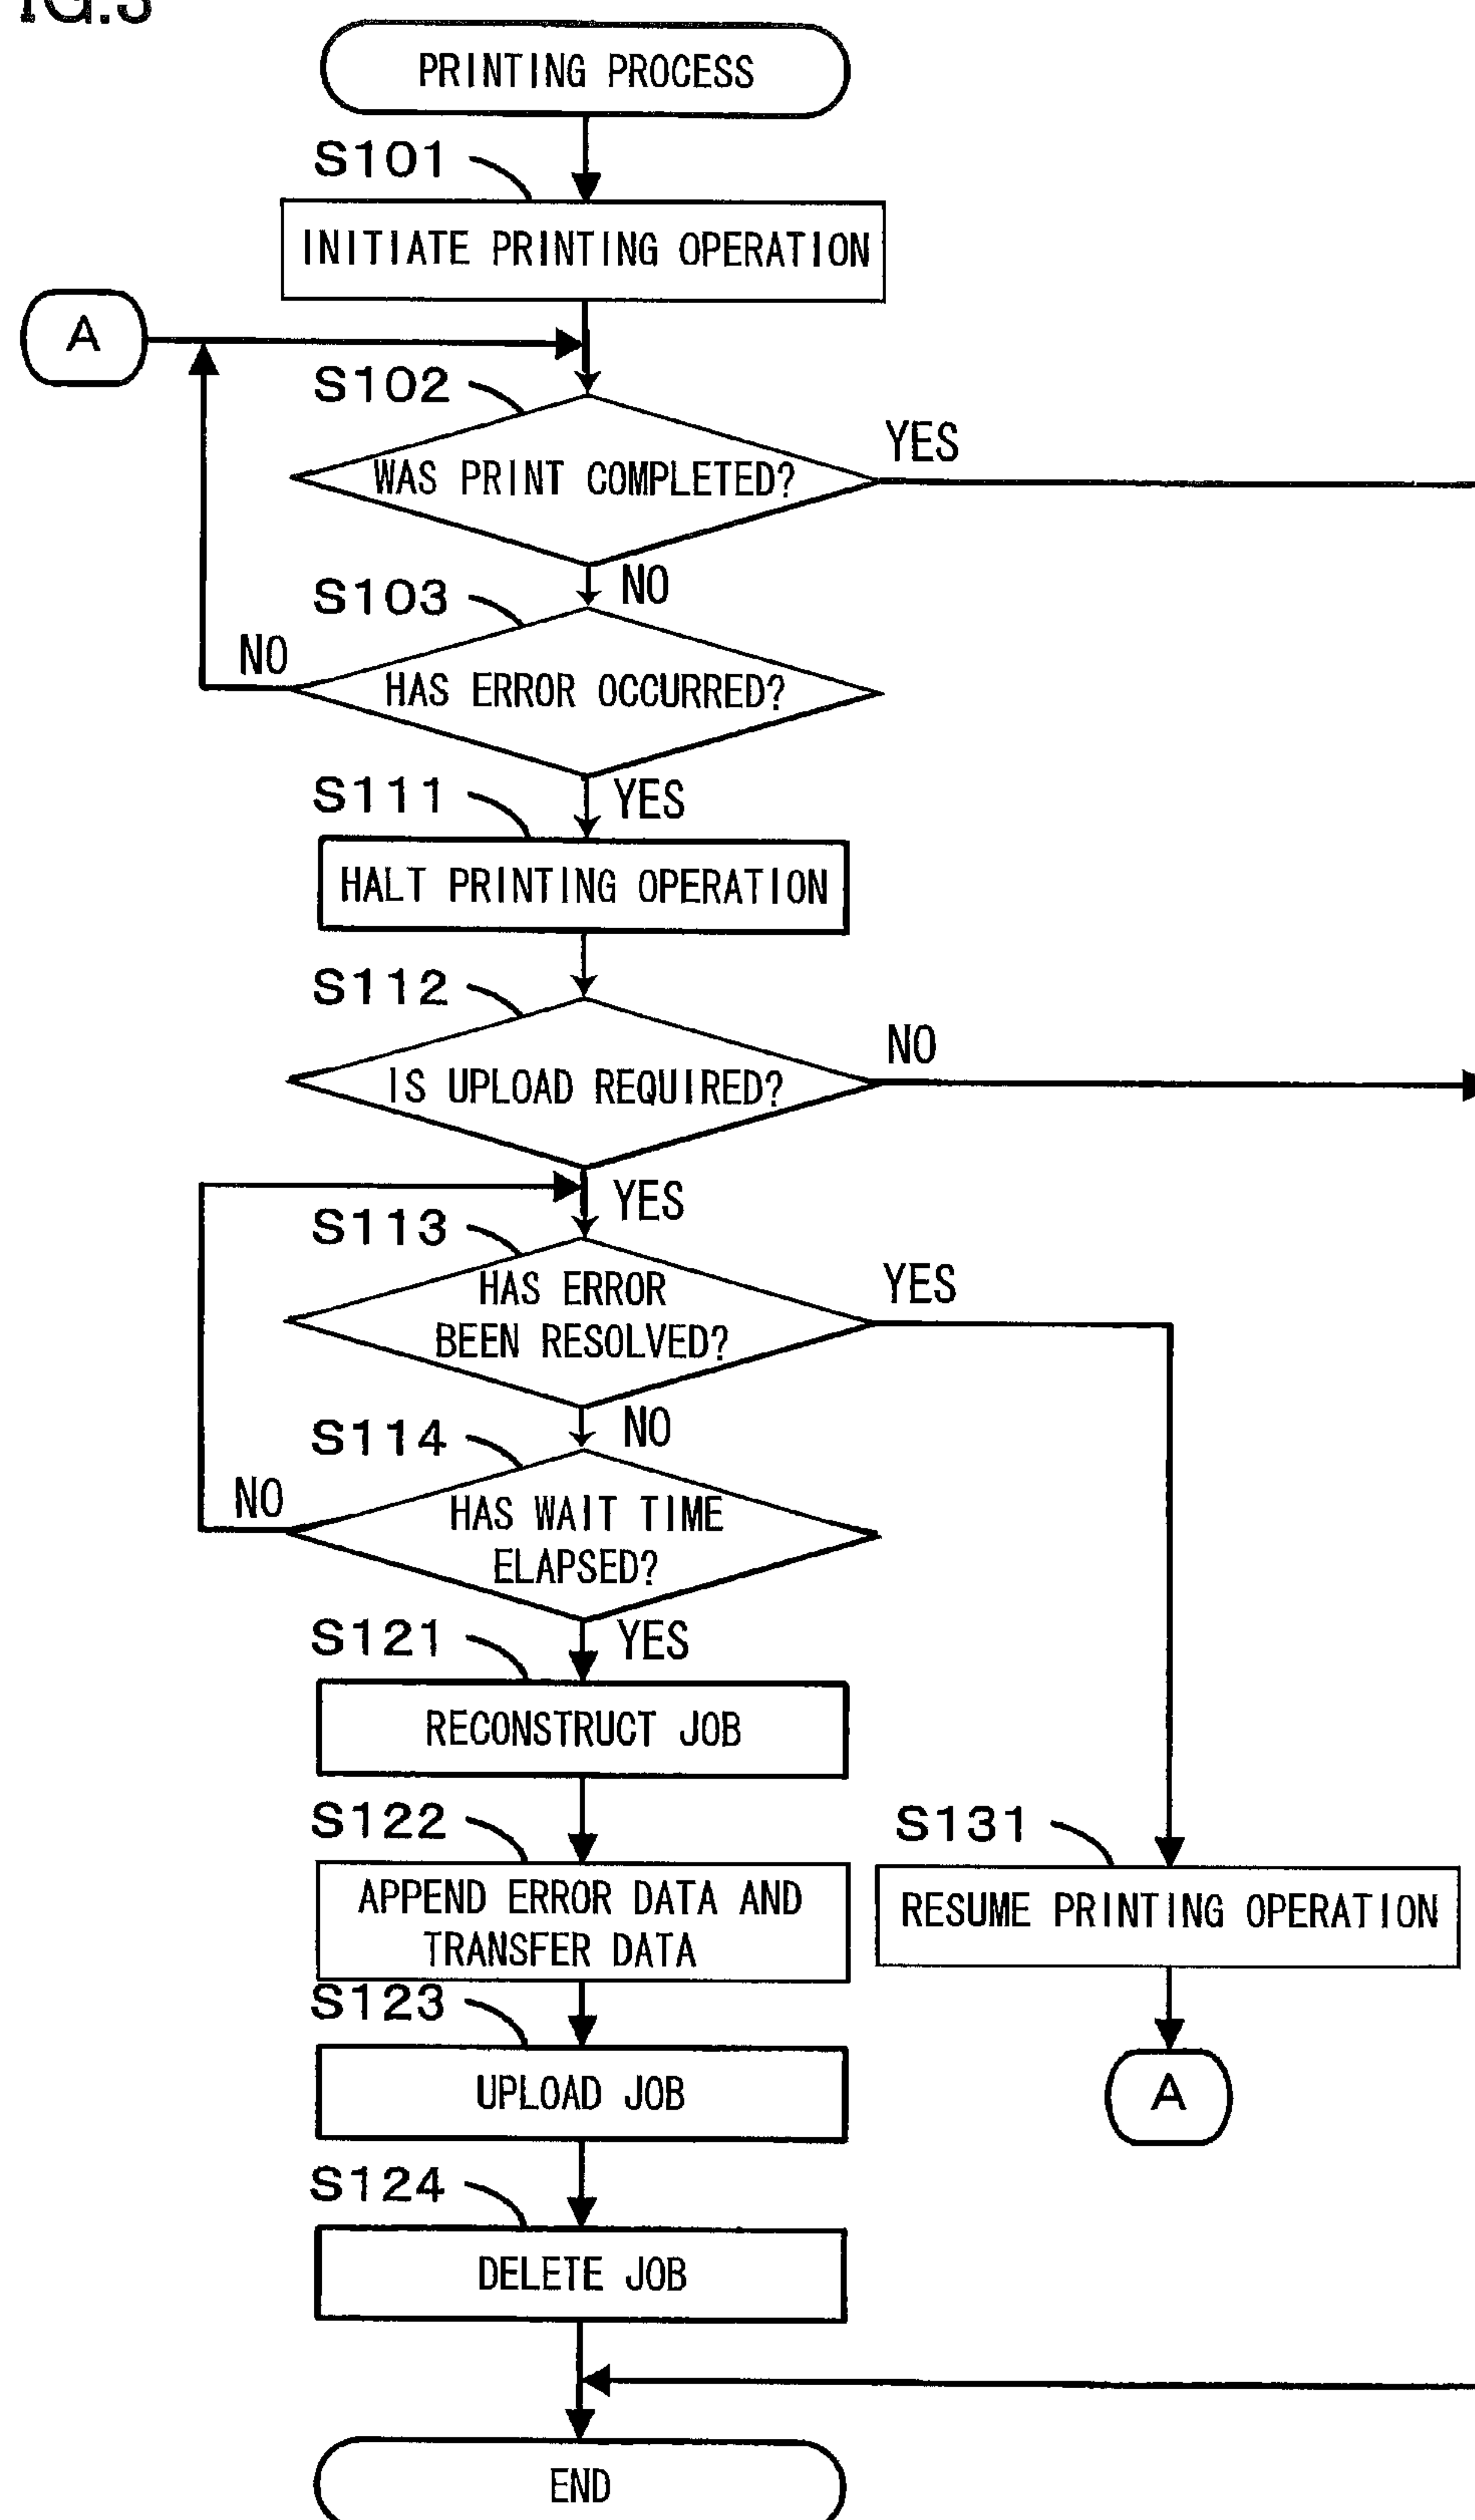 IG.3
PRINTING PROCESS
S101
INITIATE PRINTING OPERATION
A
S102
YES
WAS PRINT COMPLETED?
NO
S103
NO
HAS ERROR OCCURRED?
S111
YES
HALT PRINTING OPERATION
S112
NO
IS UPLOAD REQUIRED?
YES
S113
YES
HAS ERROR
BEEN RESOLVED?
NO
S114
NO
HAS WAIT TIME
ELAPSED?
S121
YES
RECONSTRUCT JOB
S122
S131
APPEND ERROR DATA AND
TRANSFER DATA
RESUME PRINTING OPERATION
S123
UPLOAD JOB
A
S124
DELETE JOB
END